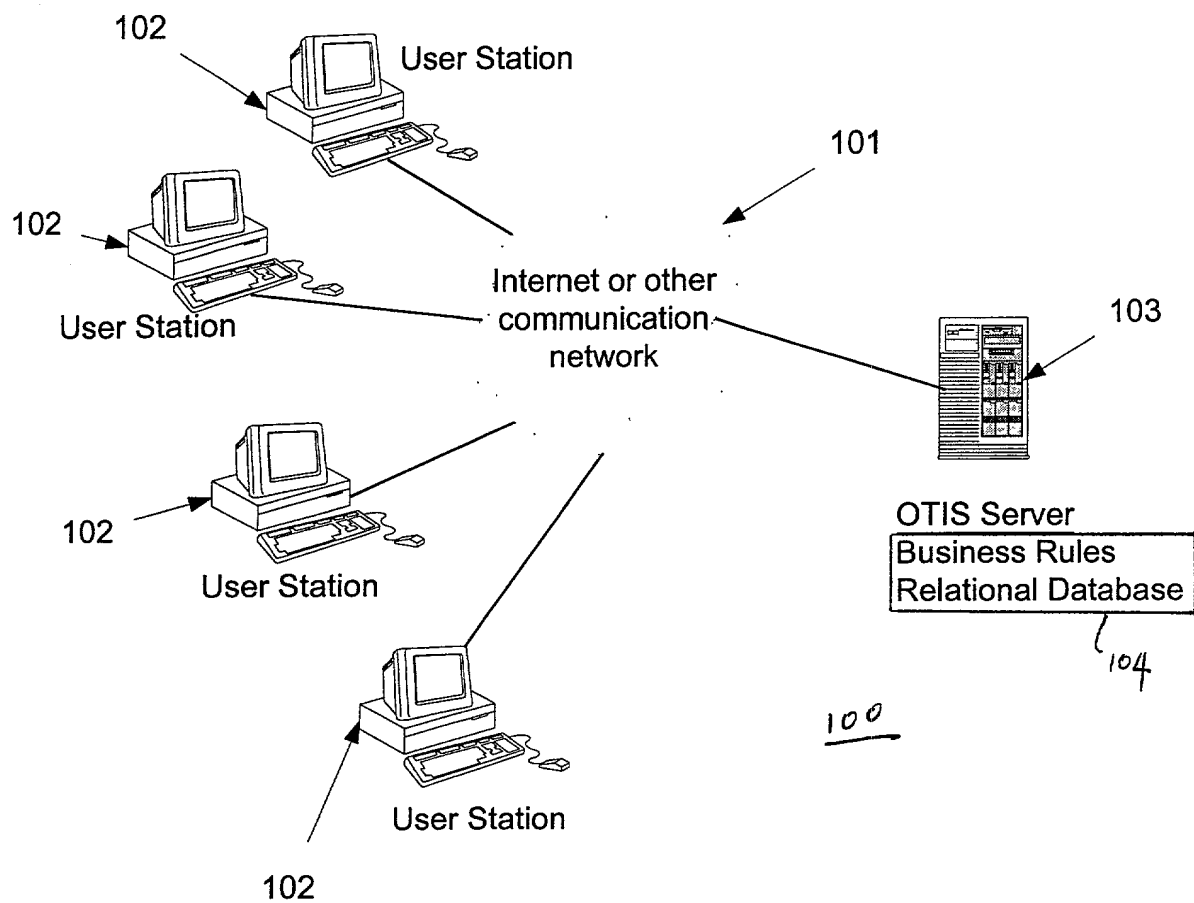 102
User Station
101
102
User Station
Internet or other
communication
network
103
102
User Station
OTIS Server
Business Rules
Relational Database
104
100
User Station
102